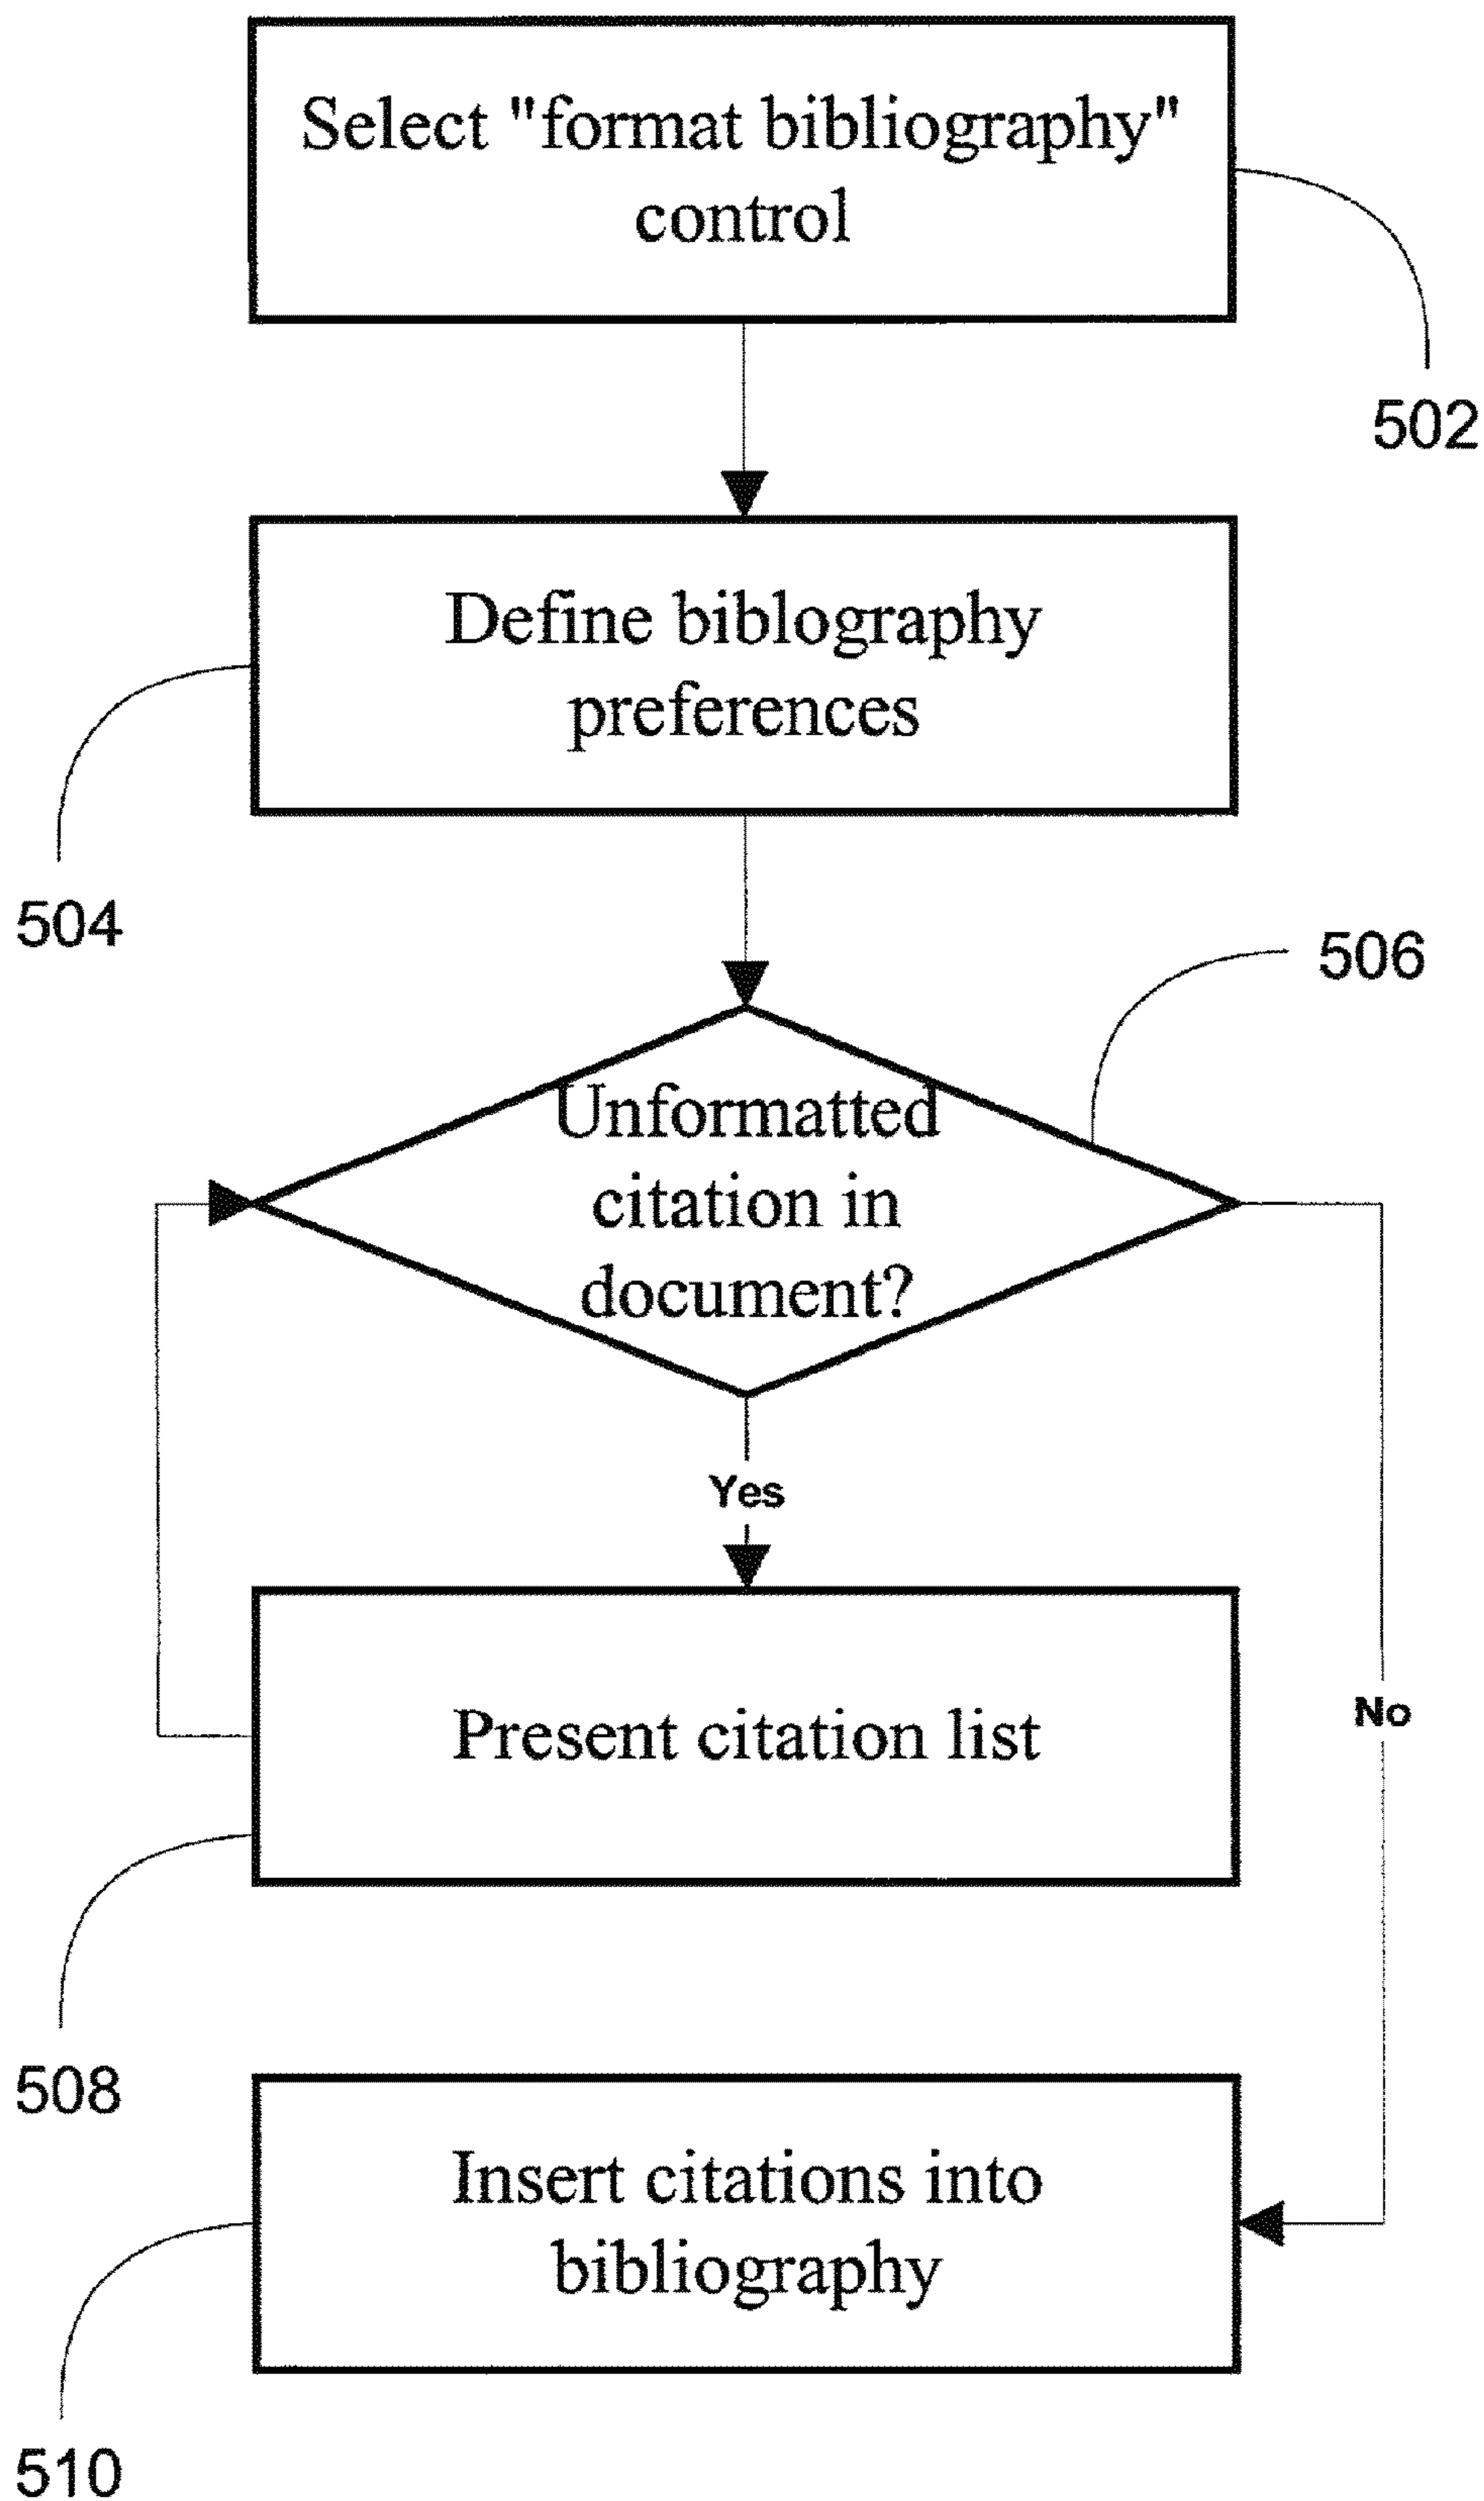 Select "format bibliography"
control
502
Define biblography
preferences
504
506
Unformatted
citation in
document?
Yes
Present citation list
No
508
Insert citations into
bibliography
510